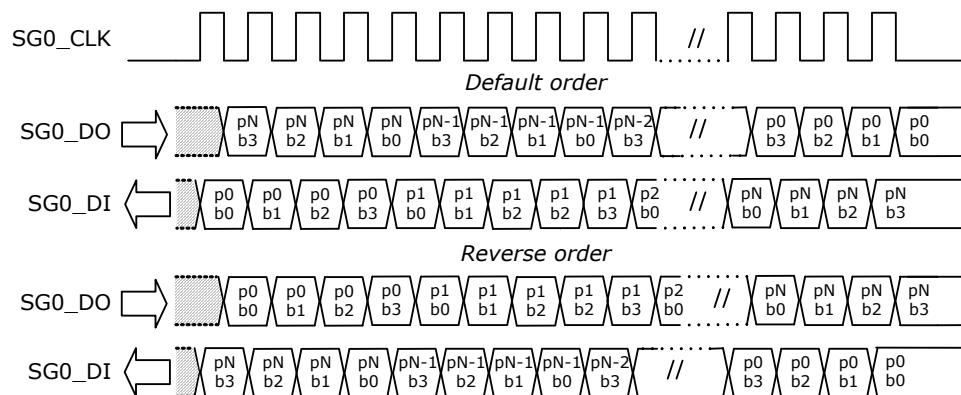 SG0_CLK //
Default order
SG0_DO pN pN pN pN pN-1 pN-1 pN-1 pN-1 pN-2 // p0 p0 p0 p0
b3 b2 b1 b0 b3 b2 b1 b0 b3 b3 b2 b1 b0
SG0_DI p0 p0 p0 p0 p1 p1 p1 p1 p1 p2 // pN pN pN pN
b0 b1 b2 b3 b0 b1 b2 b2 b3 b0 b0 b1 b2 b3
Reverse order
SG0_DO p0 p0 p0 p0 p1 p1 p1 p1 p1 p2 // pN pN pN pN
b0 b1 b2 b3 b0 b1 b2 b2 b3 b0 b0 b1 b2 b3
SG0_DI pN pN pN pN pN-1 pN-1 pN-1 pN-1 pN-2 // p0 p0 p0 p0
b3 b2 b1 b0 b3 b2 b1 b0 b3 b3 b2 b1 b0